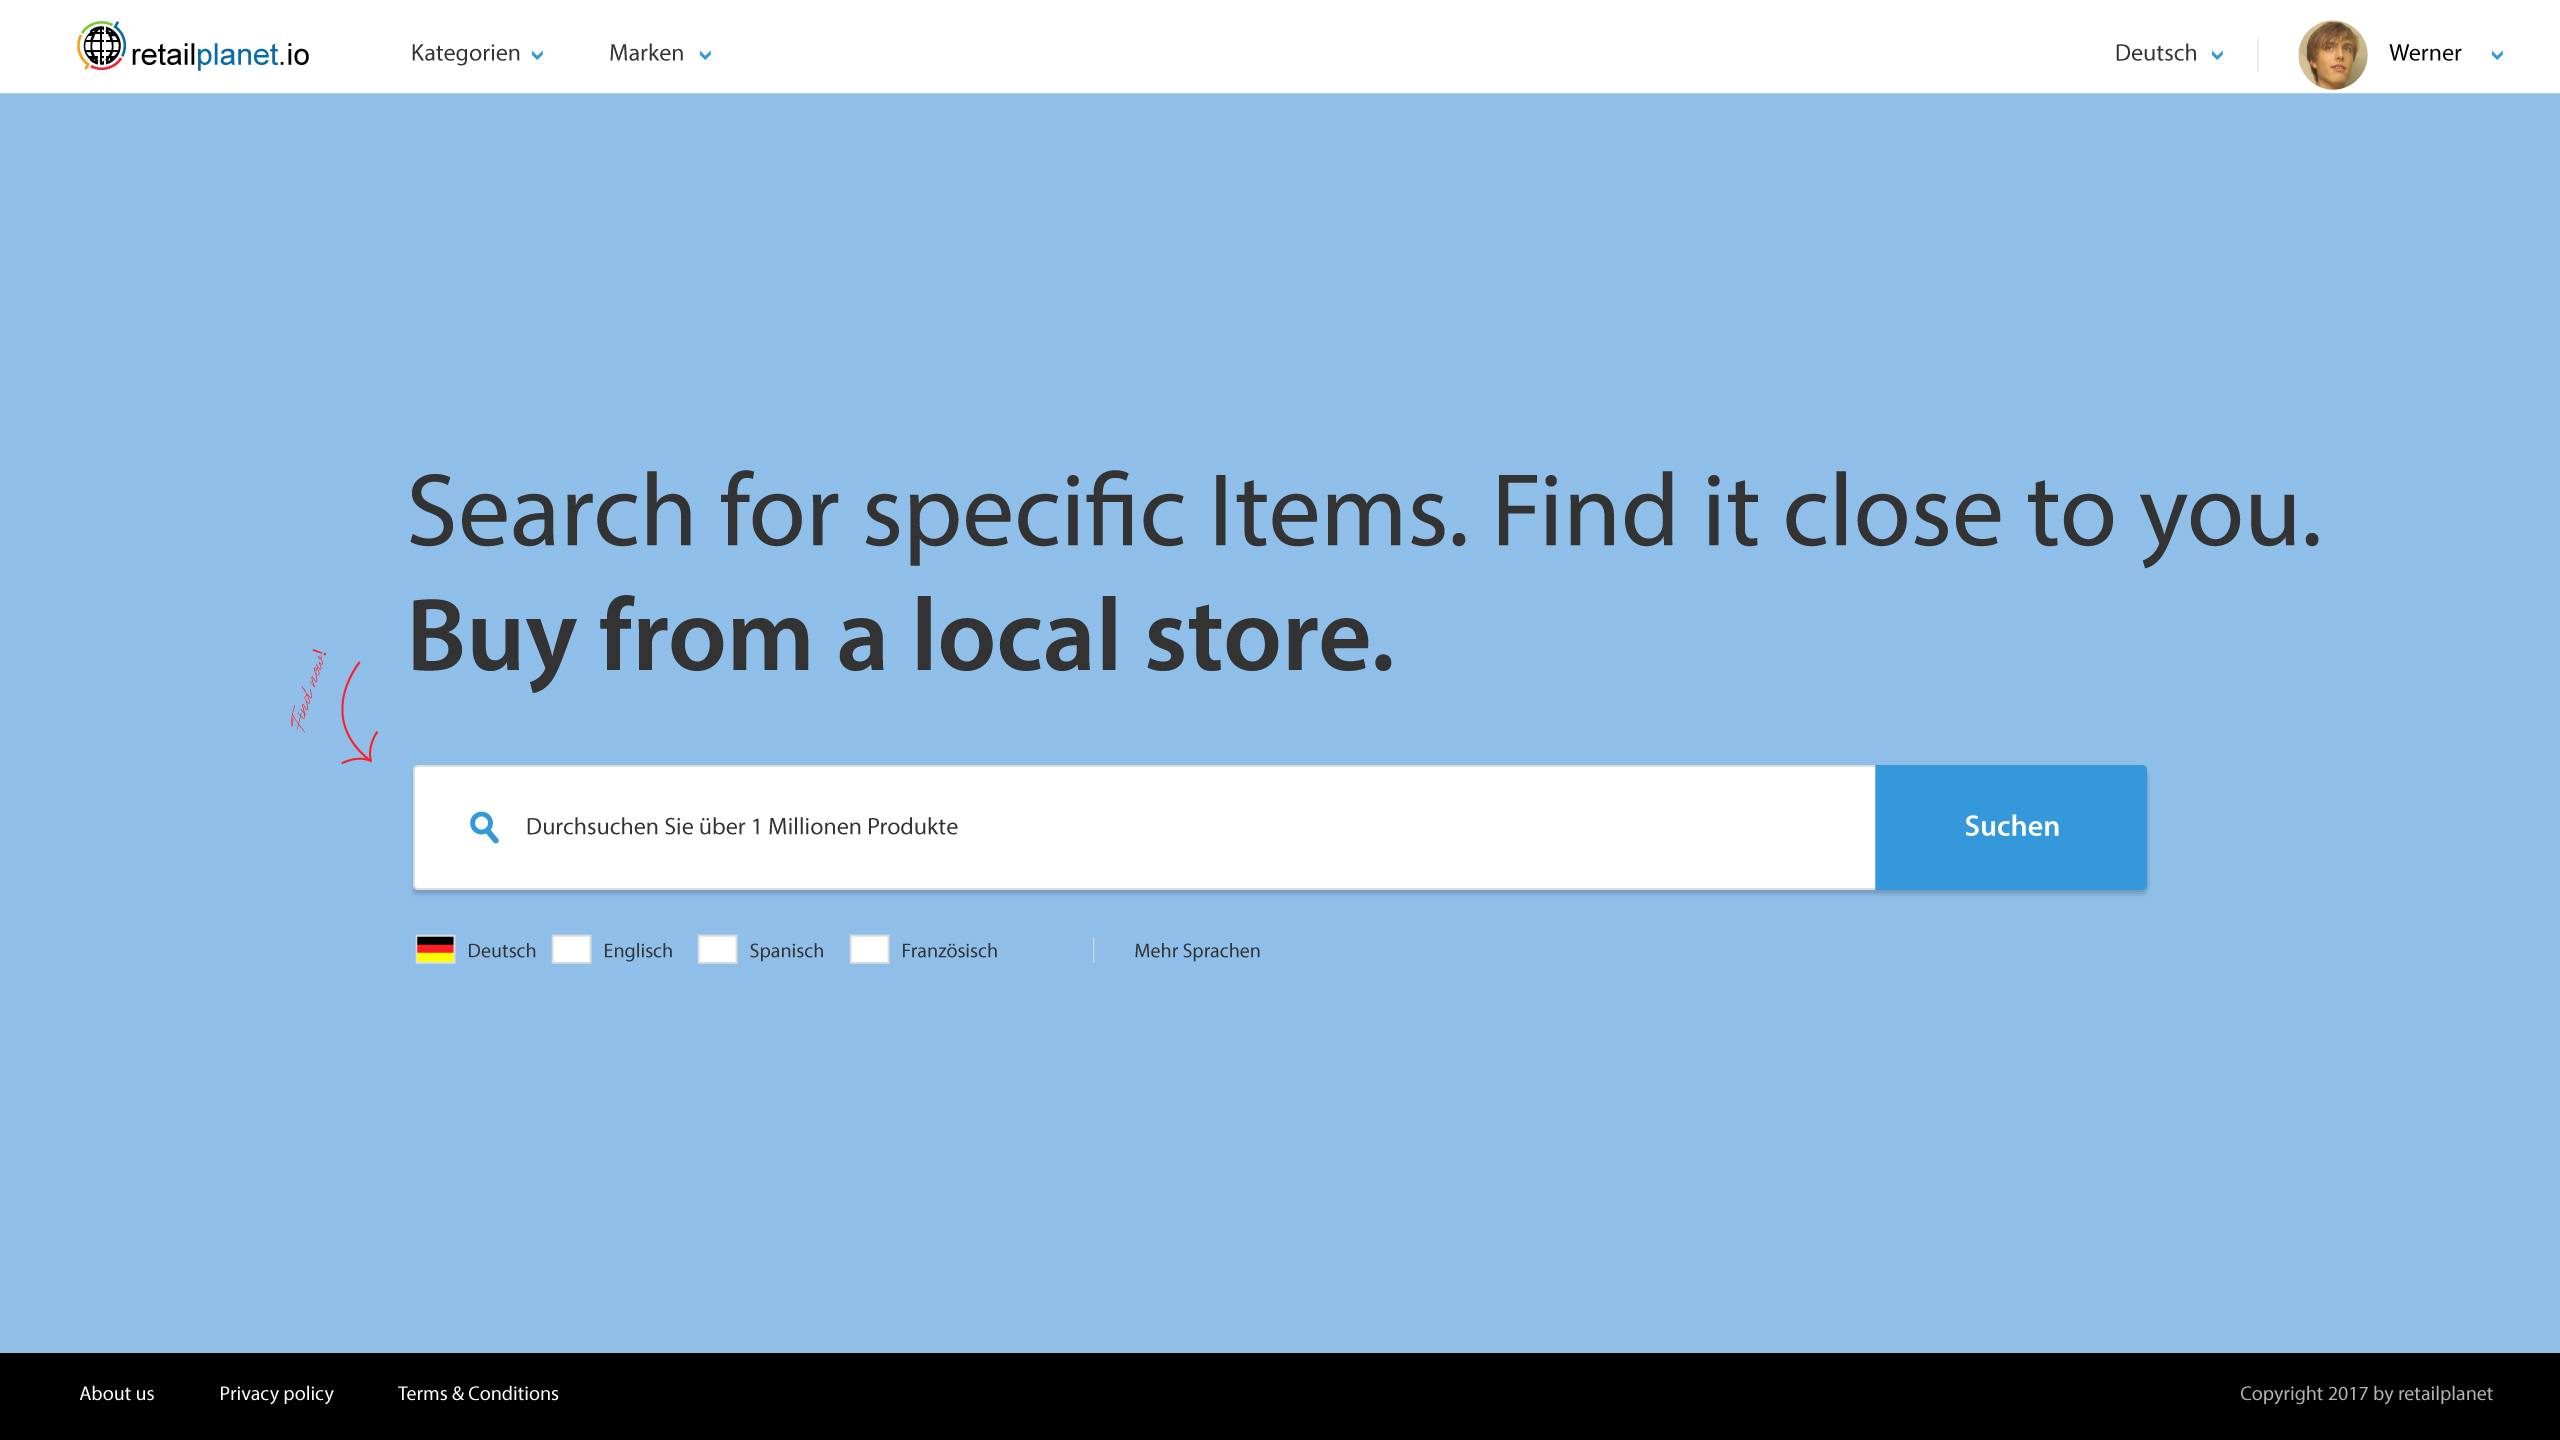 retailplanet.io
Kategorien
Marken
Deutsch
Werner
Search for specific Items. Find it close to you.
Buy from a local store.
Find now!
Durchsuchen Sie über 1 Millionen Produkte
Suchen
Deutsch
Englisch
Spanisch
Französisch
Mehr Sprachen
About us
Privacy policy
Terms & Conditions
Copyright 2017 by retailplanet